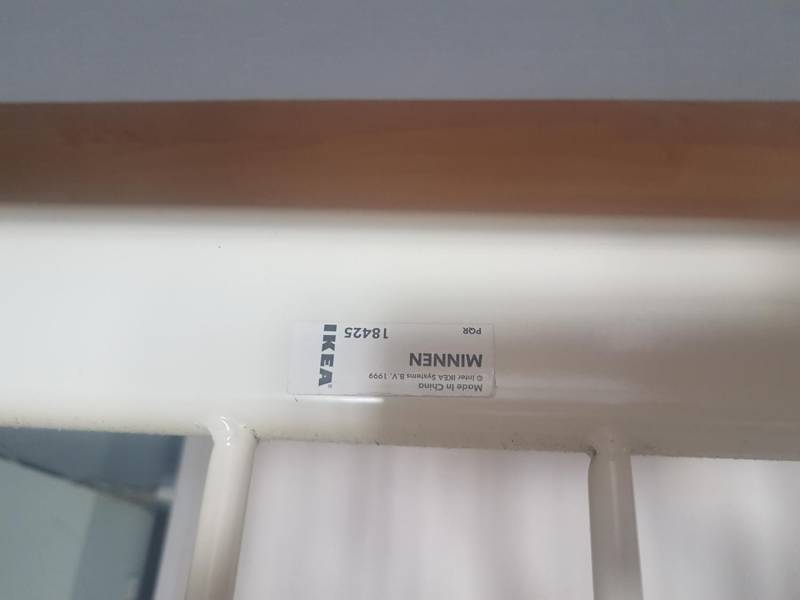 Made in China
© Inter IKEA Systems B.V. 1999
MINNEN
PQR
18425
IKEA®